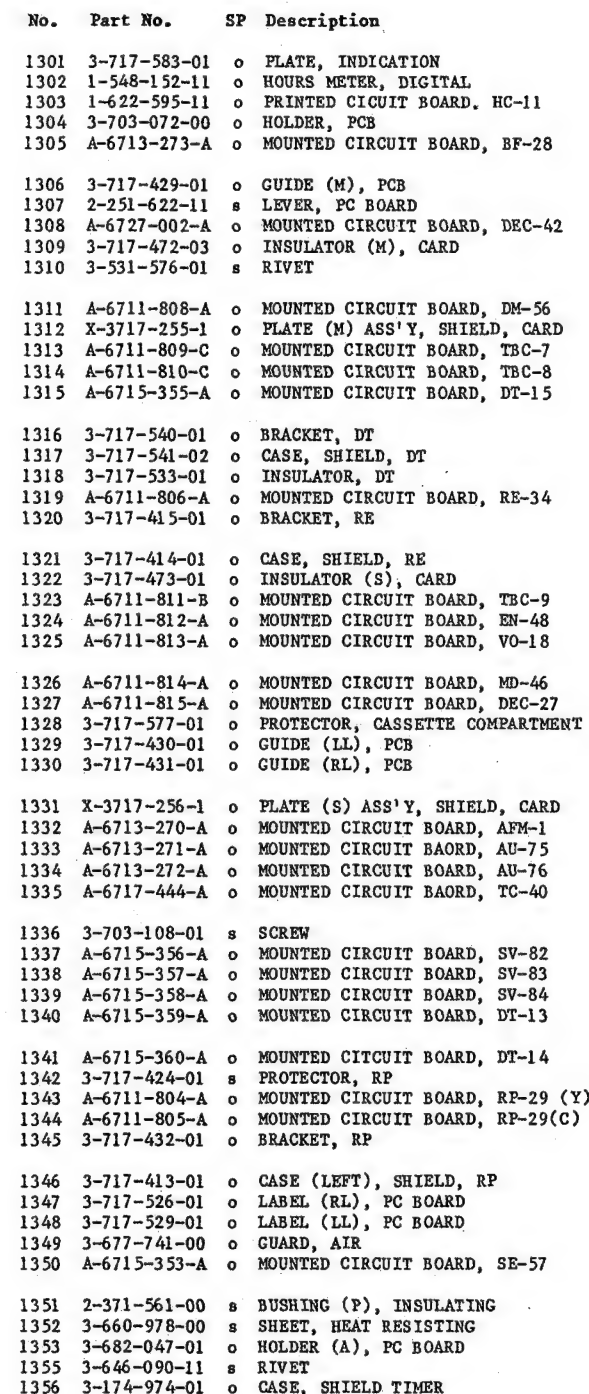 No. Part No. SP Description
1301 3-717-583-01 o PLATE, INDICATION
1302 1-548-152-11 o HOURS METER, DIGITAL
1303 1-622-595-11 o PRINTED CICUIT BOARD. HC-11
1304 3-703-072-00 o HOLDER, PCB
1305 A-6713-273-A o MOUNTED CIRCUIT BOARD, BF-28
1306 3-717-429-01 o GUIDE (M), PCB
1307 2-251-622-11 s LEVER, PC BOARD
1308 A-6727-002-A o MOUNTED CIRCUIT BOARD, DEC-42
1309 3-717-472-03 o INSULATOR (M), CARD
1310 3-531-576-01 s RIVET
1311 A-6711-808-A o MOUNTED CIRCUIT BOARD, DM-56
1312 X-3717-255-1 o PLATE (M) ASS'Y, SHIELD, CARD
1313 A-6711-809-C o MOUNTED CIRCUIT BOARD, TBC-7
1314 A-6711-810-C o MOUNTED CIRCUIT BOARD, TBC-8
1315 A-6715-355-A o MOUNTED CIRCUIT BOARD, DT-15
1316 3-717-540-01 o BRACKET, DT
1317 3-717-541-02 o CASE, SHIELD, DT
1318 3-717-533-01 o INSULATOR, DT
1319 A-6711-806-A o MOUNTED CIRCUIT BOARD, RE-34
1320 3-717-415-01 o BRACKET, RE
1321 3-717-414-01 o CASE, SHIELD, RE
1322 3-717-473-01 o INSULATOR (S), CARD
1323 A-6711-811-B o MOUNTED CIRCUIT BOARD, TBC-9
1324 A-6711-812-A o MOUNTED CIRCUIT BOARD, EN-48
1325 A-6711-813-A o MOUNTED CIRCUIT BOARD, VO-18
1326 A-6711-814-A o MOUNTED CIRCUIT BOARD, MD-46
1327 A-6711-815-A o MOUNTED CIRCUIT BOARD, DEC-27
1328 3-717-577-01 o PROTECTOR, CASSETTE COMPARTMENT
1329 3-717-430-01 o GUIDE (LL), PCB
1330 3-717-431-01 o GUIDE (RL), PCB
1331 X-3717-256-1 o PLATE (S) ASS'Y, SHIELD, CARD
1332 A-6713-270-A o MOUNTED CIRCUIT BOARD, AFM-1
1333 A-6713-271-A o MOUNTED CIRCUIT BAORD, AU-75
1334 A-6713-272-A o MOUNTED CIRCUIT BOARD, AU-76
1335 A-6717-444-A o MOUNTED CIRCUIT BAORD, TC-40
1336 3-703-108-01 s SCREW
1337 A-6715-356-A o MOUNTED CIRCUIT BOARD, SV-82
1338 A-6715-357-A o MOUNTED CIRCUIT BOARD, SV-83
1339 A-6715-358-A o MOUNTED CIRCUIT BOARD, SV-84
1340 A-6715-359-A o MOUNTED CIRCUIT BOARD, DT-13
1341 A-6715-360-A o MOUNTED CITCUIT BOARD, DT-14
1342 3-717-424-01 s PROTECTOR, RP
1343 A-6711-804-A o MOUNTED CIRCUIT BOARD, RP-29 (Y)
1344 A-6711-805-A o MOUNTED CIRCUIT BOARD, RP-29(C)
1345 3-717-432-01 o BRACKET, RP
1346 3-717-413-01 o CASE (LEFT), SHIELD, RP
1347 3-717-526-01 o LABEL (RL), PC BOARD
1348 3-717-529-01 o LABEL (LL), PC BOARD
1349 3-677-741-00 o GUARD, AIR
1350 A-6715-353-A o MOUNTED CIRCUIT BOARD, SE-57
1351 2-371-561-00 s BUSHING (P), INSULATING
1352 3-660-978-00 s SHEET, HEAT RESISTING
1353 3-682-047-01 o HOLDER (A), PC BOARD
1355 3-646-090-11 s RIVET
1356 3-174-974-01 o CASE, SHIELD TIMER